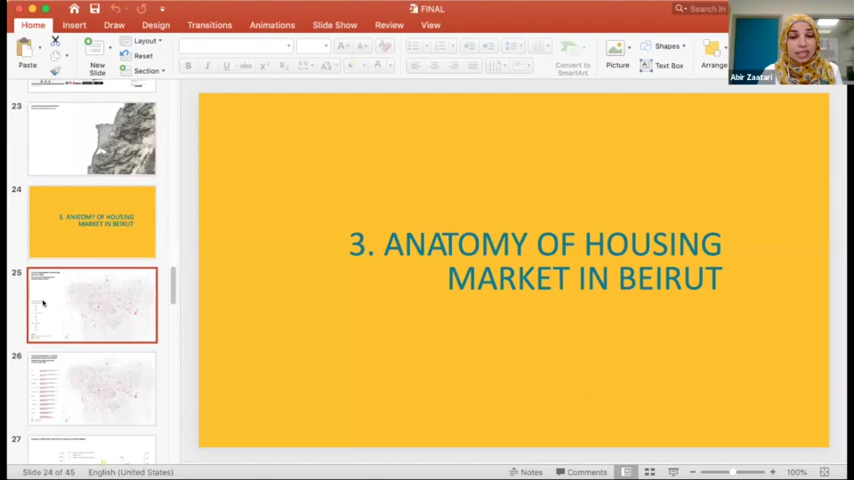 FINAL
Search In
Home Insert Draw Design Transitions Animations Slide Show Review View
Paste
New
Slide
Layout
Reset
Section
Convert to
SmartArt
Picture
Shapes
Text Box
Arrange
Abir Zaatari
23
24
3. ANATOMY OF HOUSING
MARKET IN BEIRUT
25
26
27
3. ANATOMY OF HOUSING
MARKET IN BEIRUT
Slide 24 of 45 English (United States) Notes Comments 100%